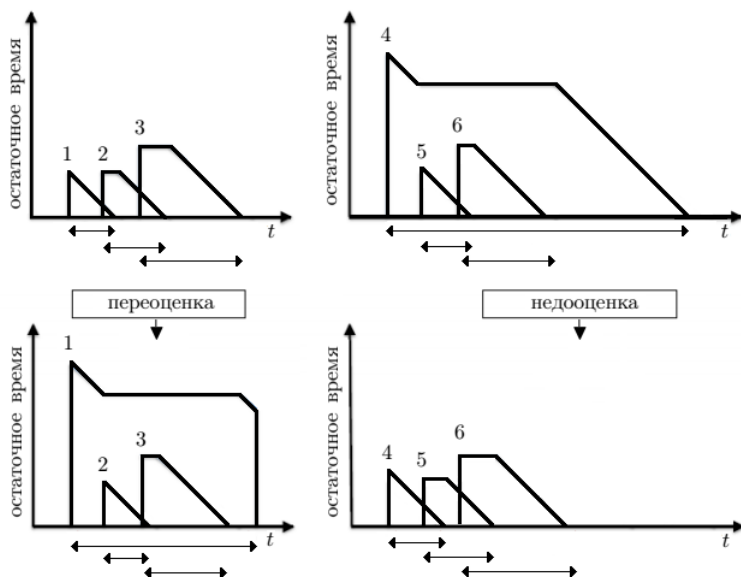 остаточное время
1
2
3
t
остаточное время
4
5
6
t
переоценка
недооценка
остаточное время
1
2
3
t
остаточное время
4
5
6
t